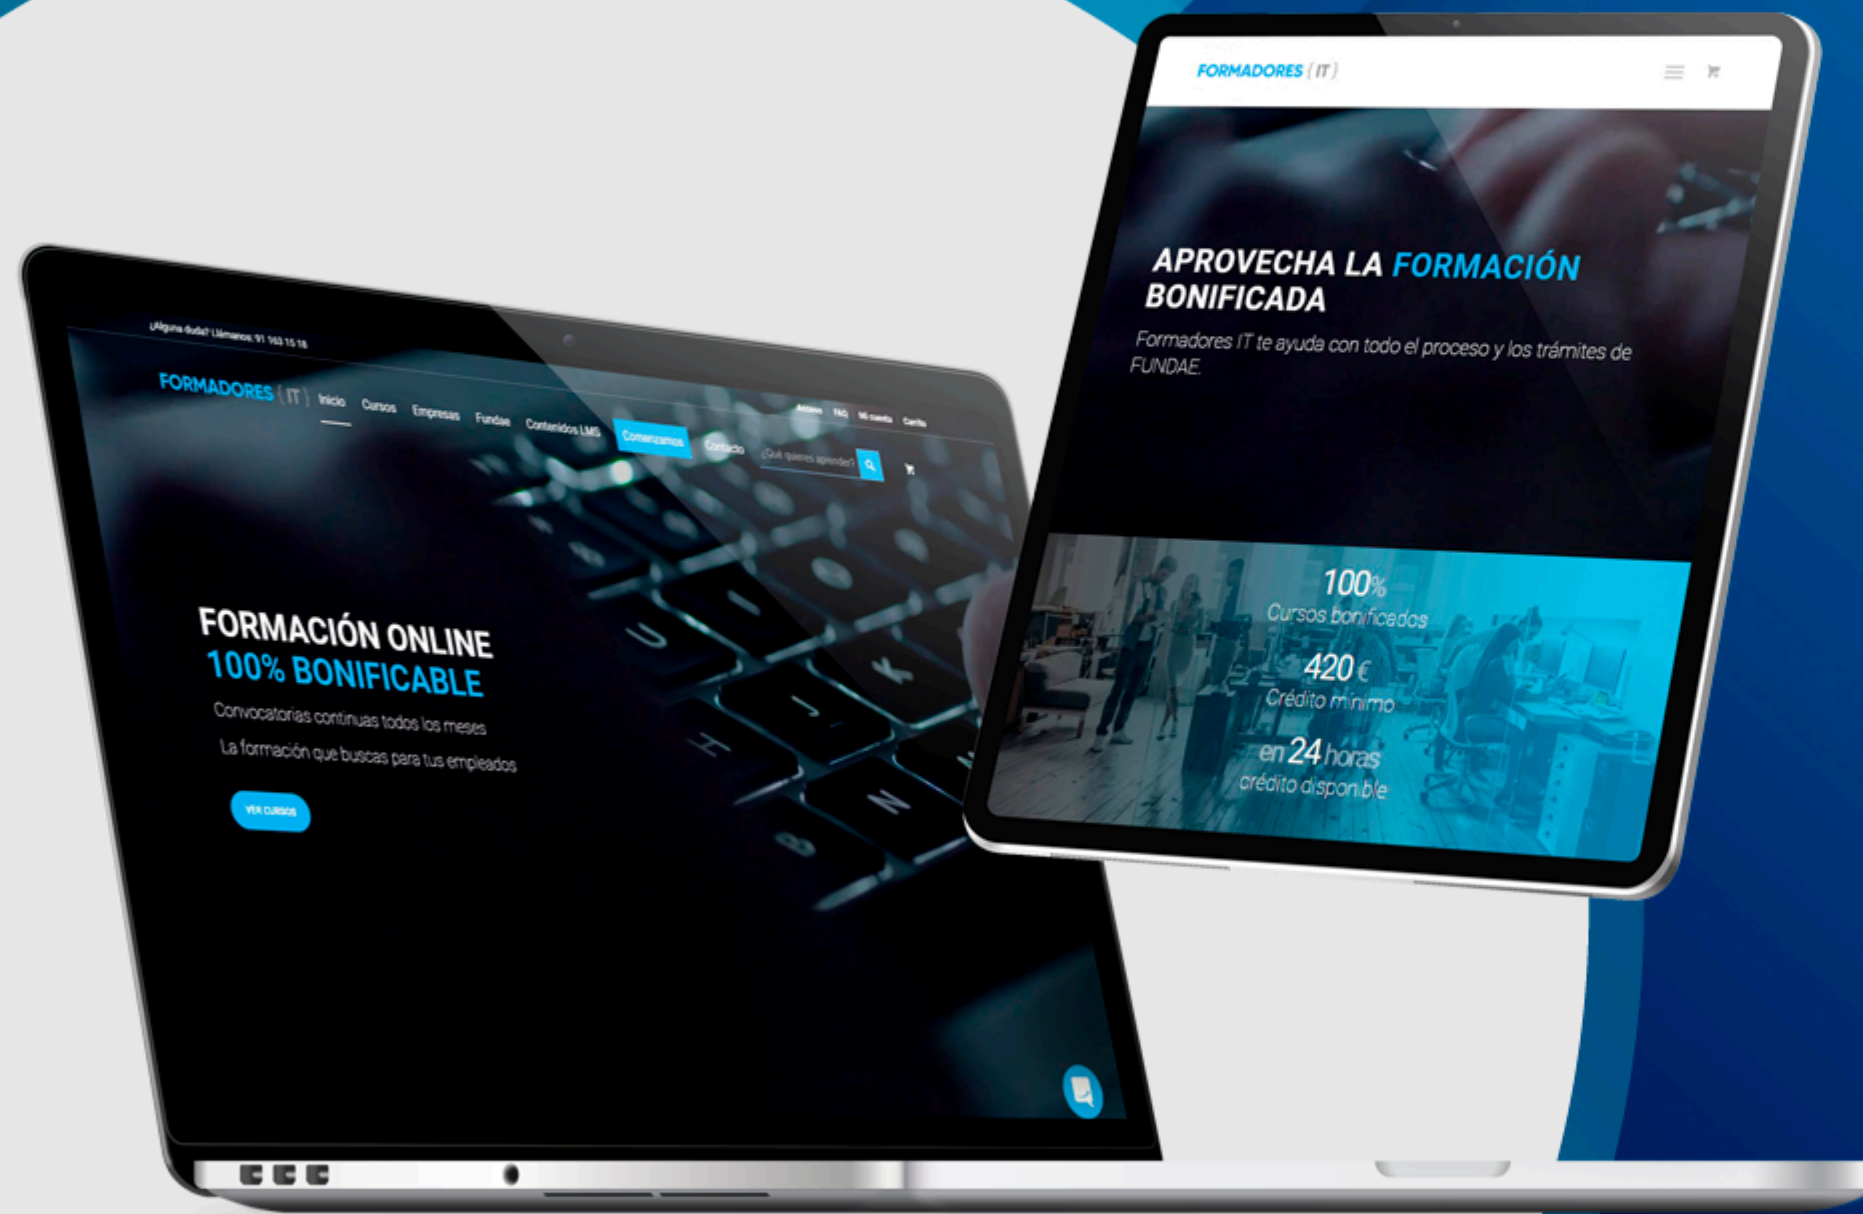 ¿Alguna duda? Llámanos: 91 163 15 18
Acceso FAQ Mi cuenta Carrito
FORMADORES { IT } Inicio Cursos Empresas Fundae Contenidos LMS Comenzamos Contacto ¿Qué quieres aprender?
FORMACIÓN ONLINE
100% BONIFICABLE
Convocatorias continuas todos los meses
La formación que buscas para tus empleados
VER CURSOS
U
J
K
H
N
B
FORMADORES { IT }
APROVECHA LA FORMACIÓN
BONIFICADA
Formadores IT te ayuda con todo el proceso y los trámites de
FUNDAE.
100%
Cursos bonificados
420 €
Crédito mínimo
en 24 horas
crédito disponible